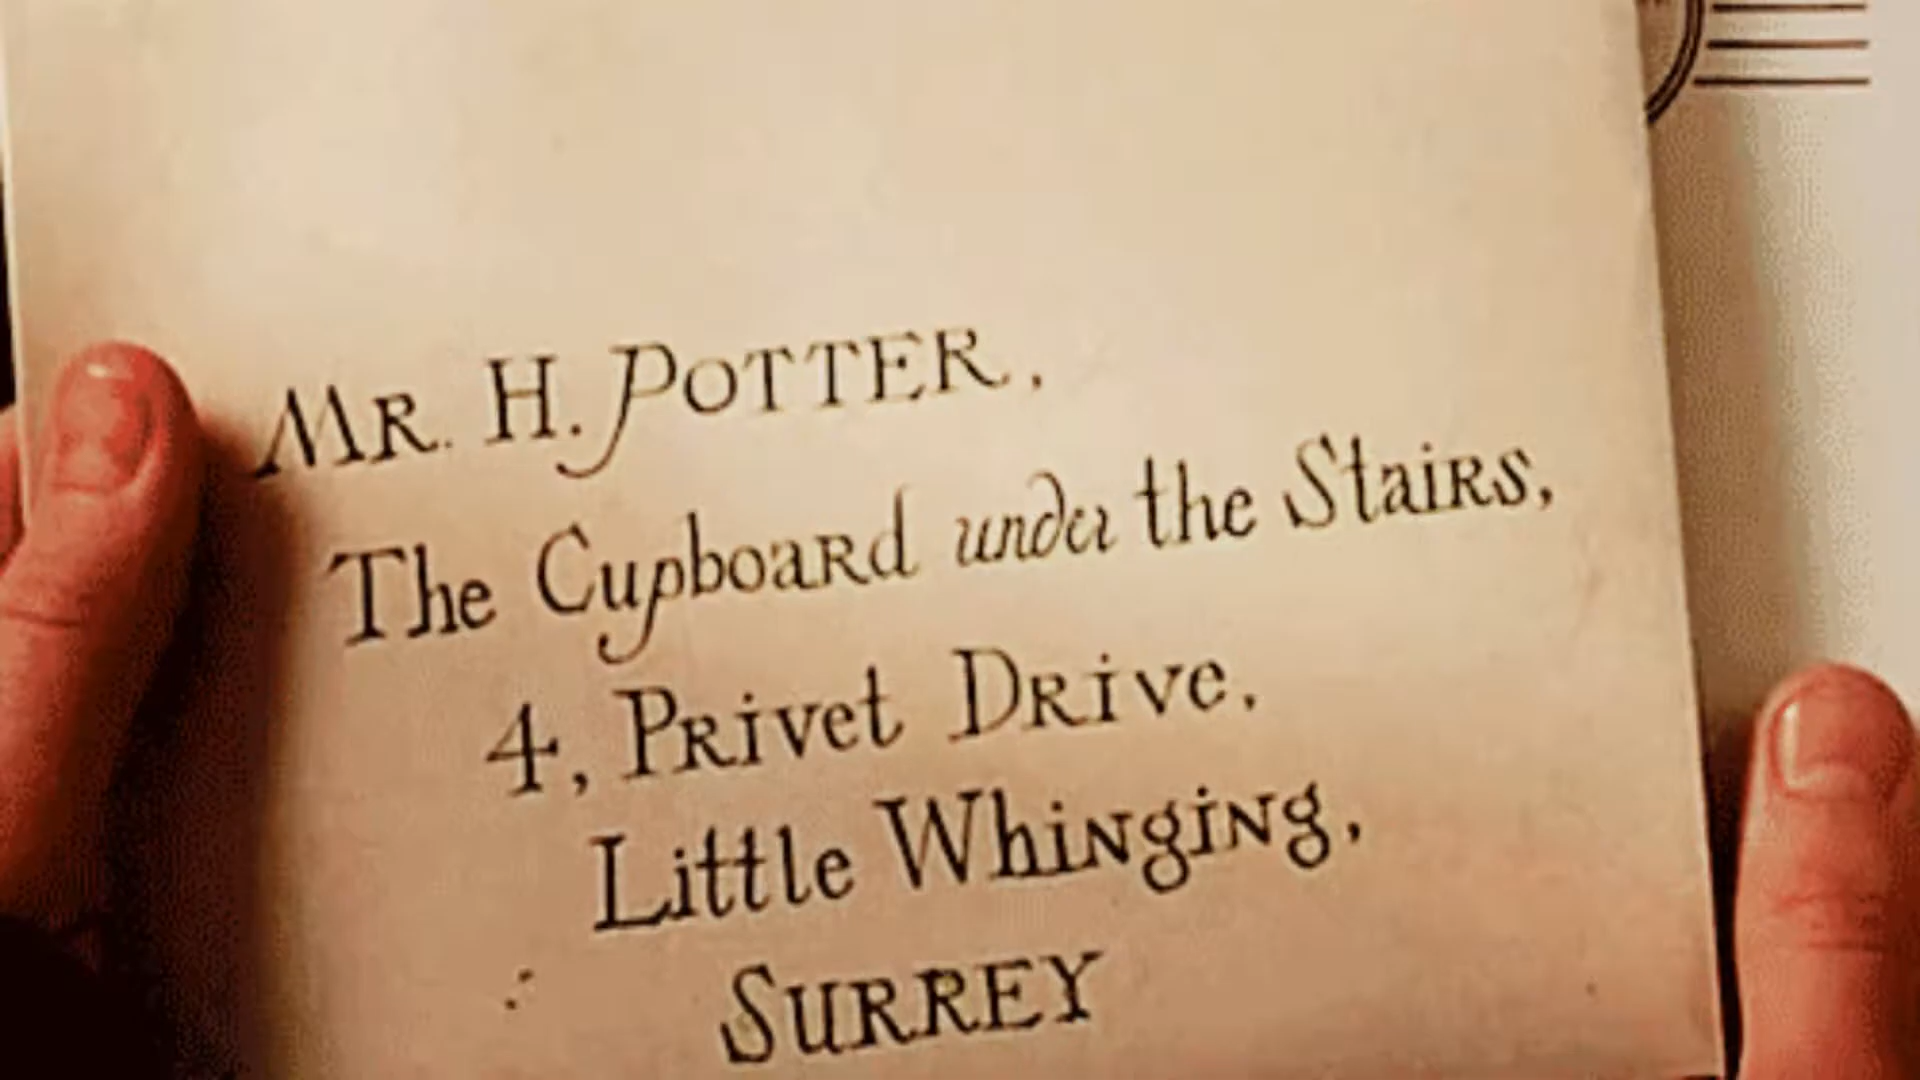 MR. H. POTTER,
The Cupboard under the Stairs,
4, Privet Drive,
Little Whinging,
SURREY